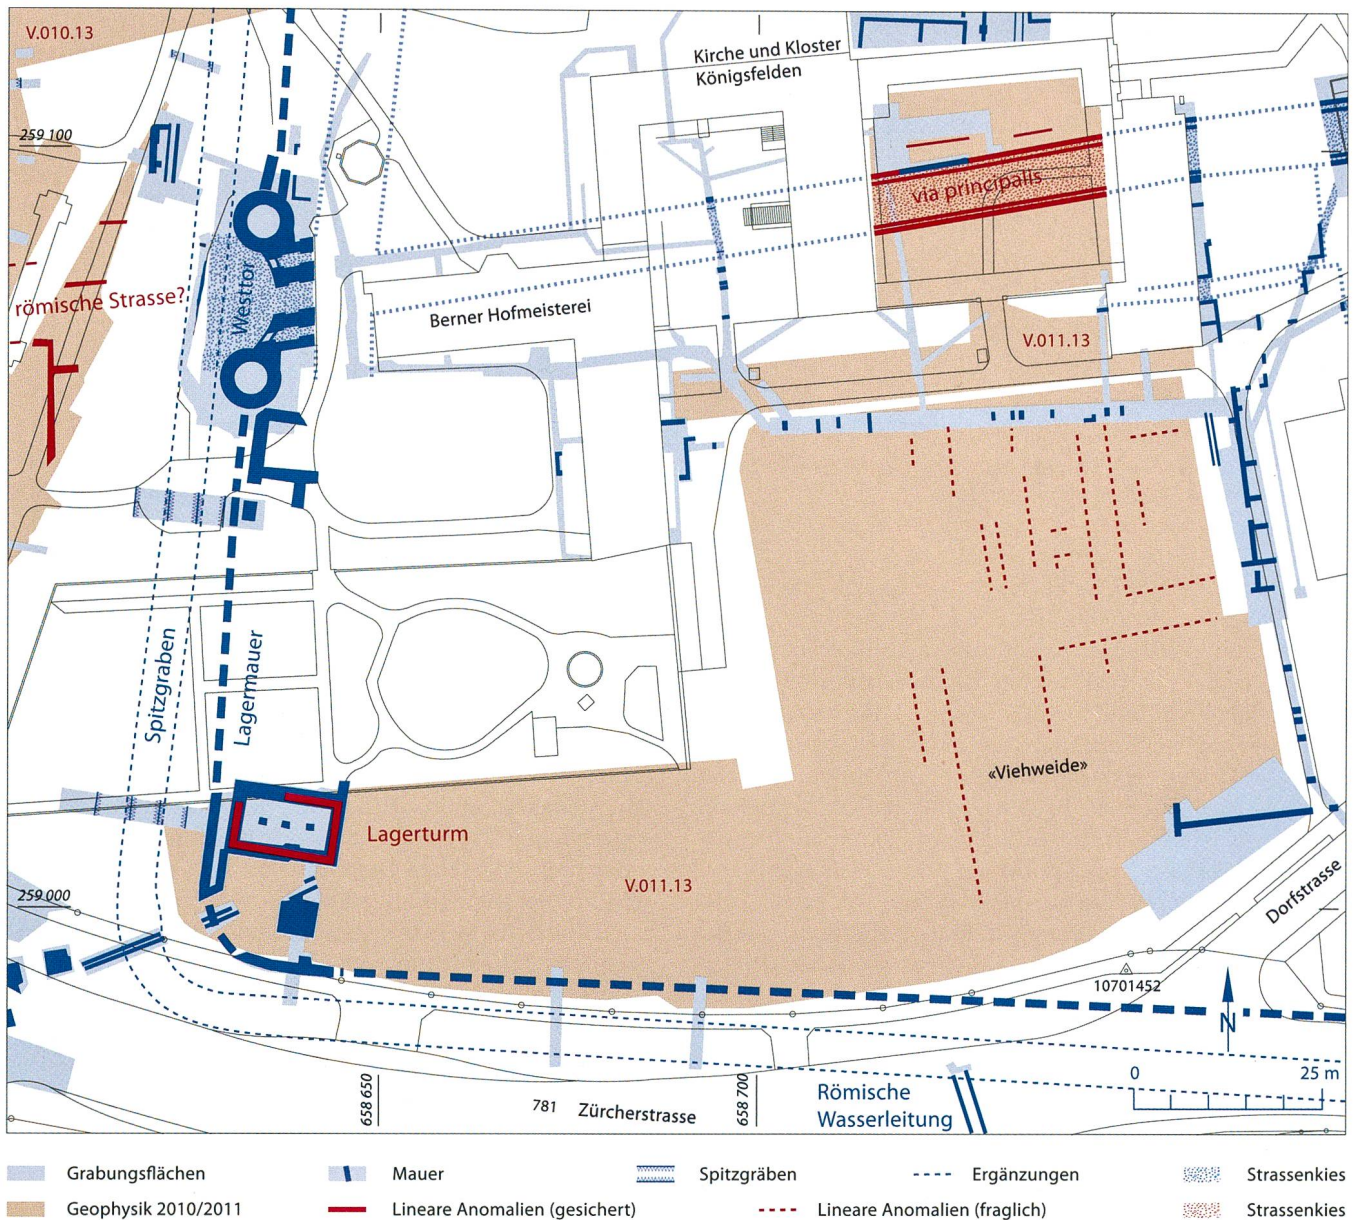 V.010.13
Kirche und Kloster
Königsfelden
259 100
via principalis
Westtor
römische Strasse?
Berner Hofmeisterei
V.011.13
Spitzgraben
Lagermauer
«Viehweide»
Lagerturm
V.011.13
259 000
Dorfstrasse
10701452
N
0 25 m
658 650
781 Zürcherstrasse
658 700
Römische
Wasserleitung
Grabungsflächen Mauer Spitzgräben Ergänzungen Strassenkies
Geophysik 2010/2011 Lineare Anomalien (gesichert) Lineare Anomalien (fraglich) Strassenkies